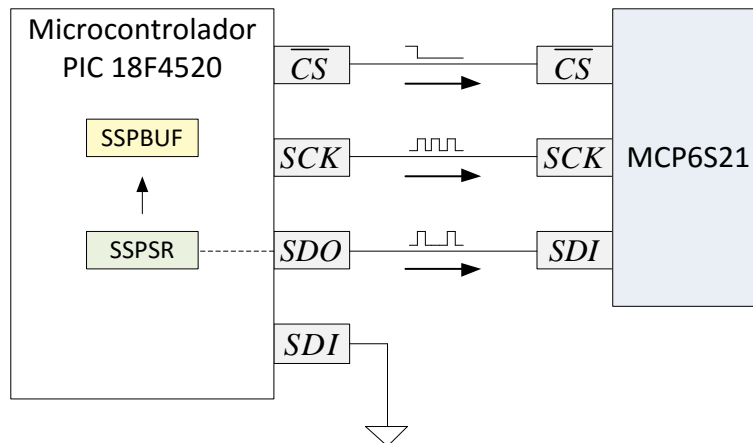 Microcontrolador
PIC 18F4520
SSPBUF
SSPSR
CS
SCK
SDO
SDI
CS
SCK
SDI
MCP6S21